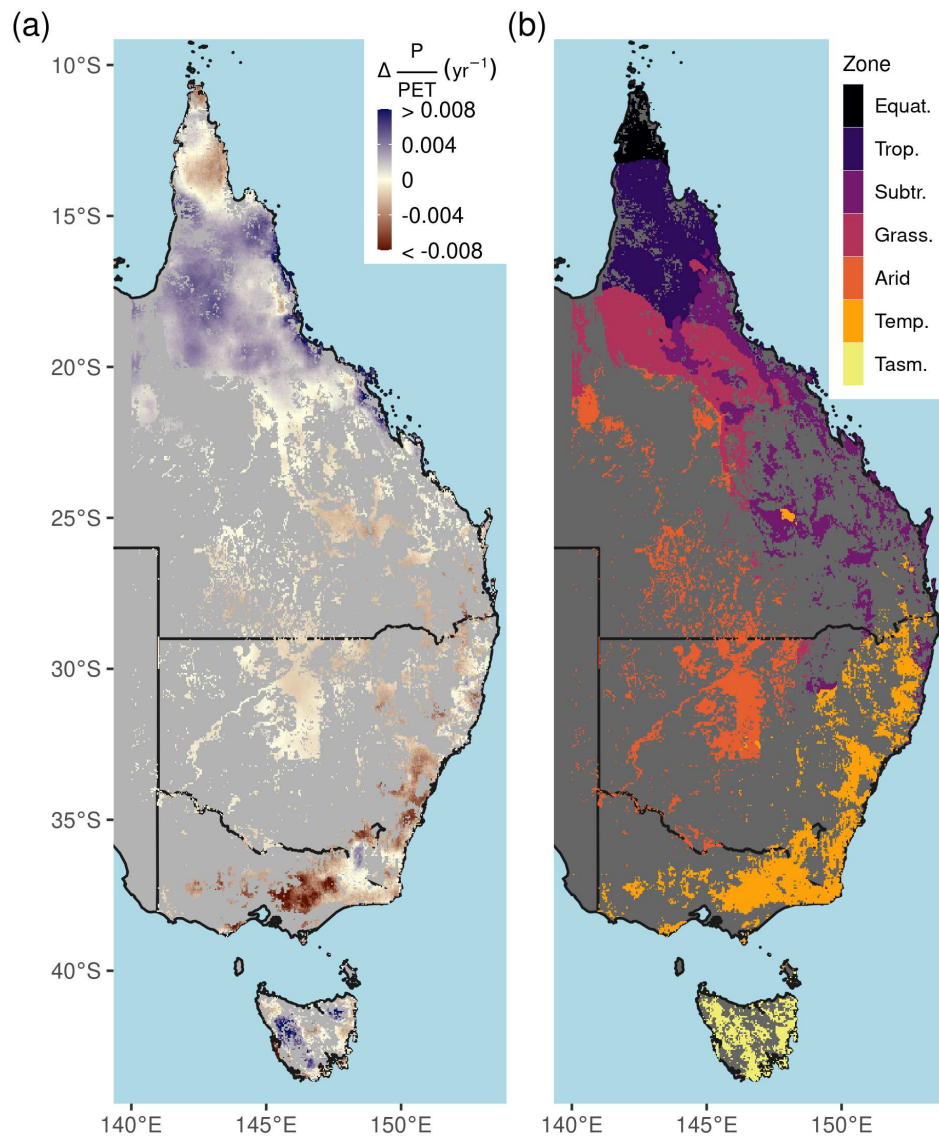 (a)
(b)
Δ P/PET (yr⁻¹)
> 0.008
0.004
0
-0.004
< -0.008
Zone
Equat.
Trop.
Subtr.
Grass.
Arid
Temp.
Tasm.
10°S
15°S
20°S
25°S
30°S
35°S
40°S
140°E
145°E
150°E
140°E
145°E
150°E